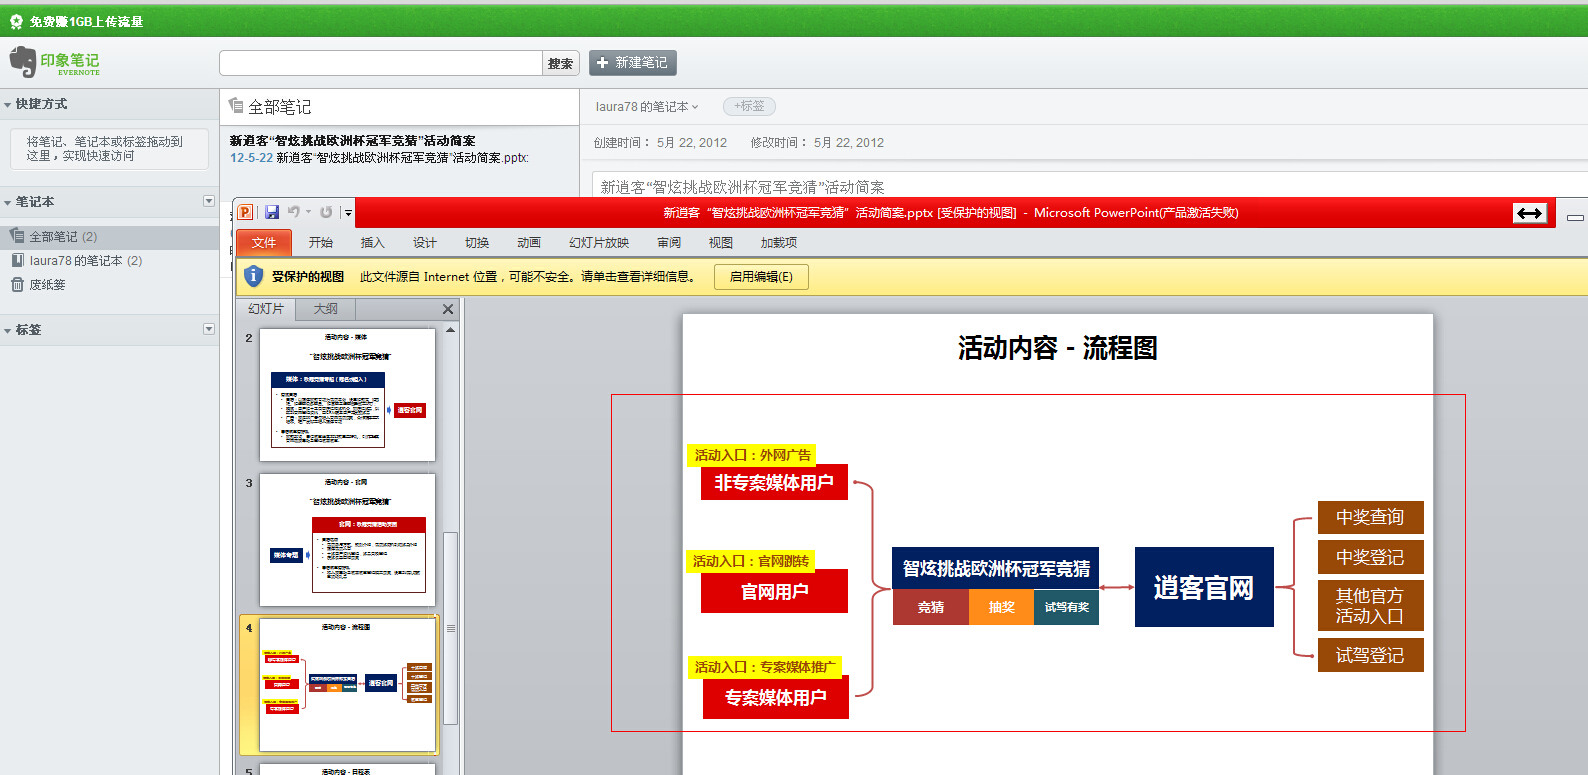 免费赚1GB上传流量
印象笔记
EVERNOTE
搜索
新建笔记
快捷方式
将笔记、笔记本或标签拖动到
这里，实现快速访问
笔记本
全部笔记 (2)
laura78 的笔记本 (2)
废纸篓
标签
全部笔记
新逍客“智炫挑战欧洲杯冠军竞猜”活动简案
12-5-22 新逍客“智炫挑战欧洲杯冠军竞猜”活动简案.pptx:
laura78 的笔记本
+标签
创建时间： 5月 22, 2012 修改时间： 5月 22, 2012
新逍客“智炫挑战欧洲杯冠军竞猜”活动简案
新逍客“智炫挑战欧洲杯冠军竞猜”活动简案.pptx [受保护的视图] - Microsoft PowerPoint(产品激活失败)
文件 开始 插入 设计 切换 动画 幻灯片放映 审阅 视图 加载项
受保护的视图 此文件源自 Internet 位置，可能不安全。请单击查看详细信息。 启用编辑(E)
幻灯片 大纲
2
活动内容 - 媒体
“智炫挑战欧洲杯冠军竞猜”
逍客官网
3
活动内容 - 官网
“智炫挑战欧洲杯冠军竞猜”
媒体专题
4
活动内容 - 流程图
5
活动内容 - 日程表
活动内容 - 流程图
活动入口：外网广告
非专案媒体用户
活动入口：官网跳转
官网用户
活动入口：专案媒体推广
专案媒体用户
智炫挑战欧洲杯冠军竞猜
竞猜 抽奖 试驾有奖
逍客官网
中奖查询
中奖登记
其他官方
活动入口
试驾登记